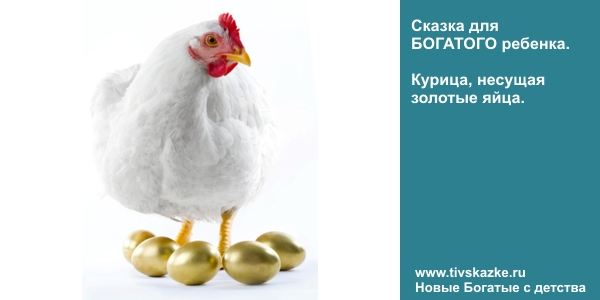 Сказка для
БОГАТОГО ребенка.
Курица, несущая
золотые яйца.
www.tivskazke.ru
Новые Богатые с детства